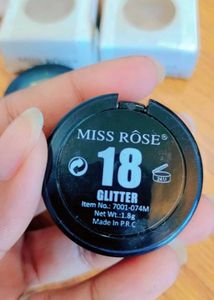 MISS RÔSE®
18
GLITTER
Item No.: 7001-074M
Net Wt.:1.8g
Made In P.R.C